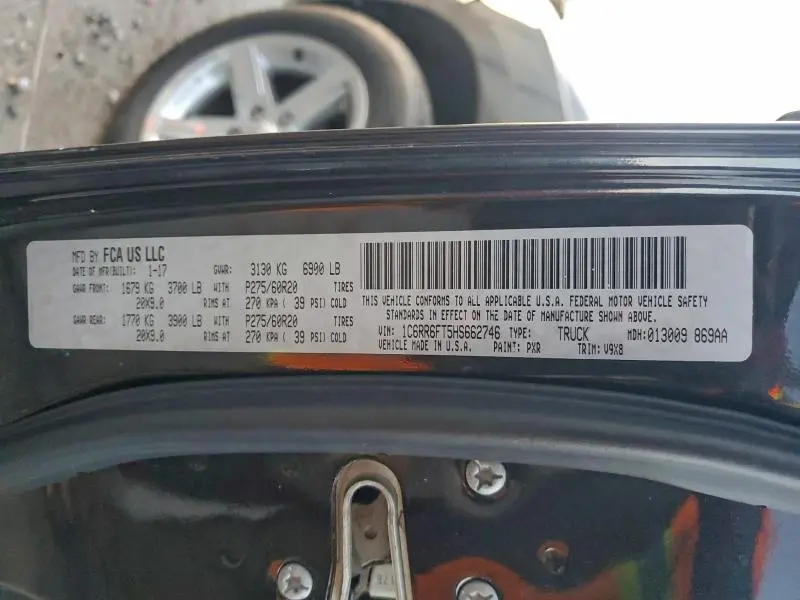 MFD BY FCA US LLC
DATE OF MFR(BUILT): 1-17 GVWR: 3130 KG 6900 LB
GAWR FRONT: 1679 KG 3700 LB WITH P275/60R20 TIRES
20X9.0 RIMS AT 270 KPA ( 39 PSI) COLD
GAWR REAR: 1770 KG 3900 LB WITH P275/60R20 TIRES
20X9.0 RIMS AT 270 KPA ( 39 PSI) COLD
THIS VEHICLE CONFORMS TO ALL APPLICABLE U.S.A. FEDERAL MOTOR VEHICLE SAFETY
STANDARDS IN EFFECT ON THE DATE OF MANUFACTURE SHOWN ABOVE.
VIN: 1C6RR6FT5HS662746 TYPE: TRUCK MDH: 013009 869AA
VEHICLE MADE IN U.S.A. PAINT: PXR TRIM: V9X8